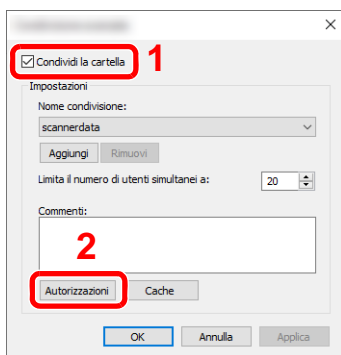 Condividi la cartella
1
Impostazioni
Nome condivisione:
scannerdata
Aggiungi Rimuovi
Limita il numero di utenti simultanei a: 20
Commenti:
2
Autorizzazioni Cache
OK Annulla Applica